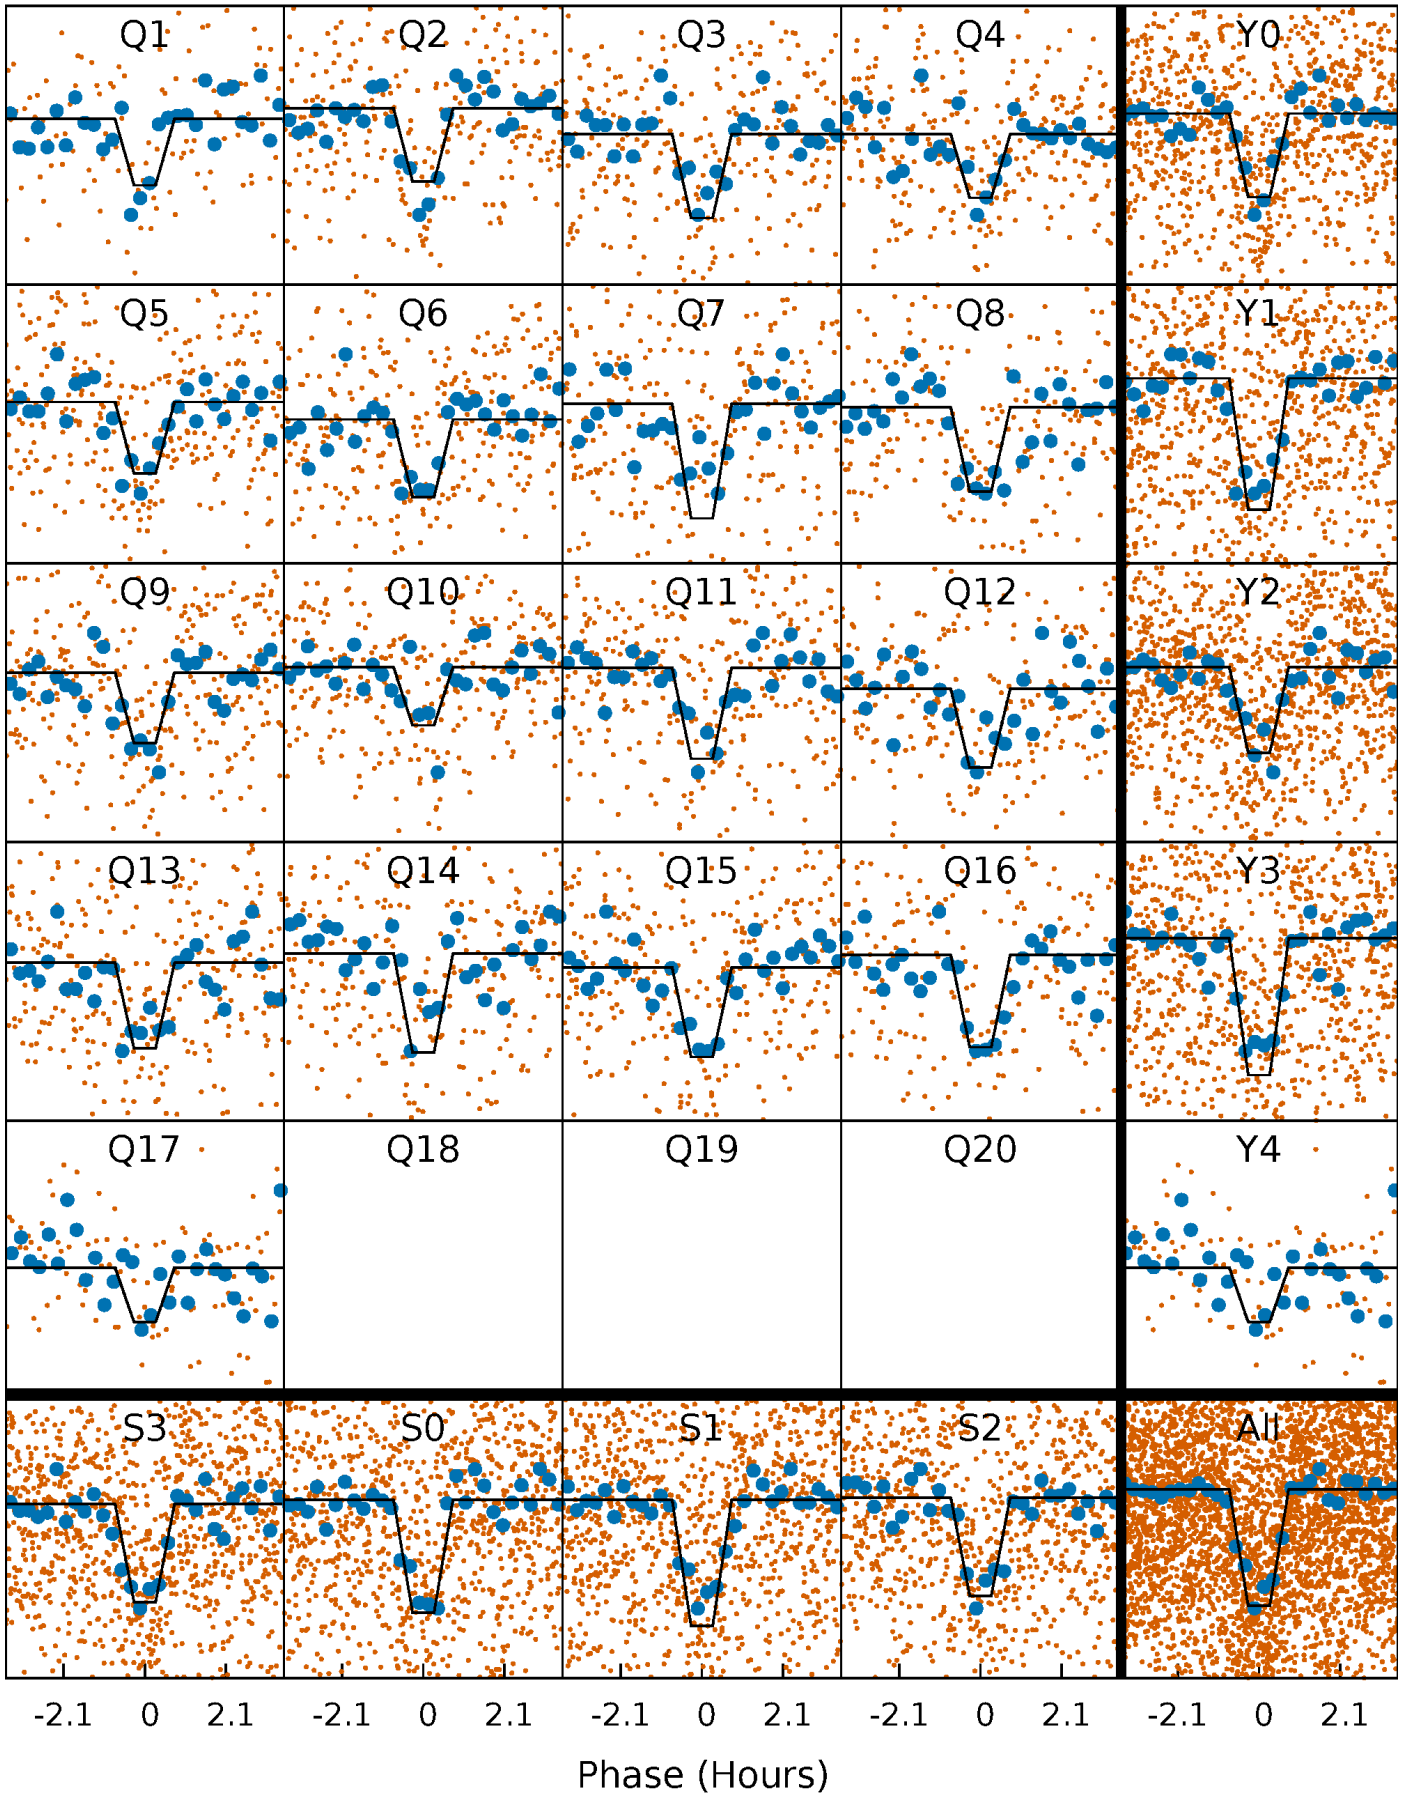 Q1 Q2 Q3 Q4 Y0
Q5 Q6 Q7 Q8 Y1
Q9 Q10 Q11 Q12 Y2
Q13 Q14 Q15 Q16 Y3
Q17 Q18 Q19 Q20 Y4
S3 S0 S1 S2 All
-2.1 0 2.1 -2.1 0 2.1 -2.1 0 2.1 -2.1 0 2.1 -2.1 0 2.1
Phase (Hours)